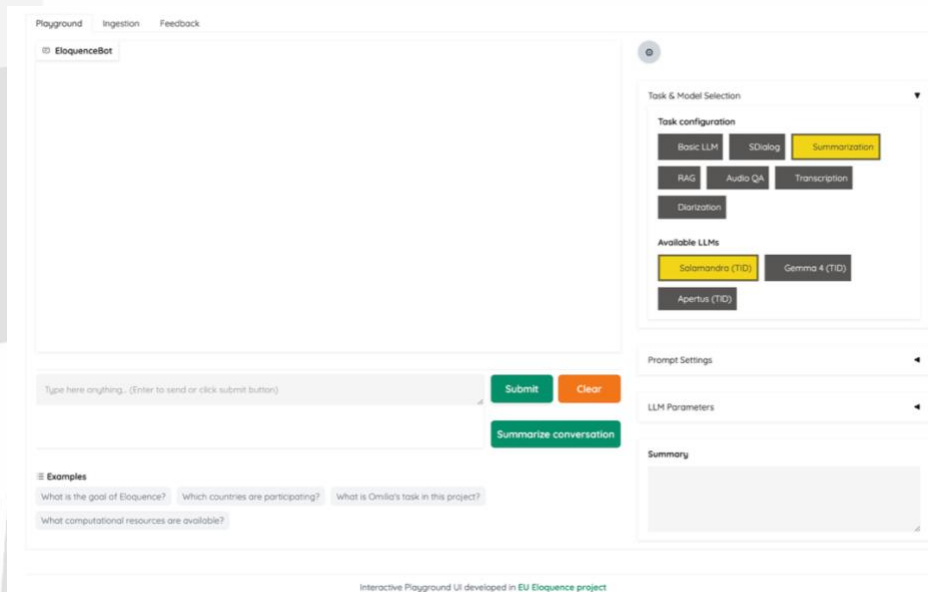 Playground Ingestion Feedback
EloquenceBot
Type here anything... (Enter to send or click submit button)
Submit Clear
Summarize conversation
Examples
What is the goal of Eloquence? Which countries are participating? What is Omilia's task in this project?
What computational resources are available?
Task & Model Selection
Task configuration
Basic LLM SDialog Summarization
RAG Audio QA Transcription
Diarization
Available LLMs
Salamandra (TID) Gemma 4 (TID)
Apertus (TID)
Prompt Settings
LLM Parameters
Summary
Interactive Playground UI developed in EU Eloquence project